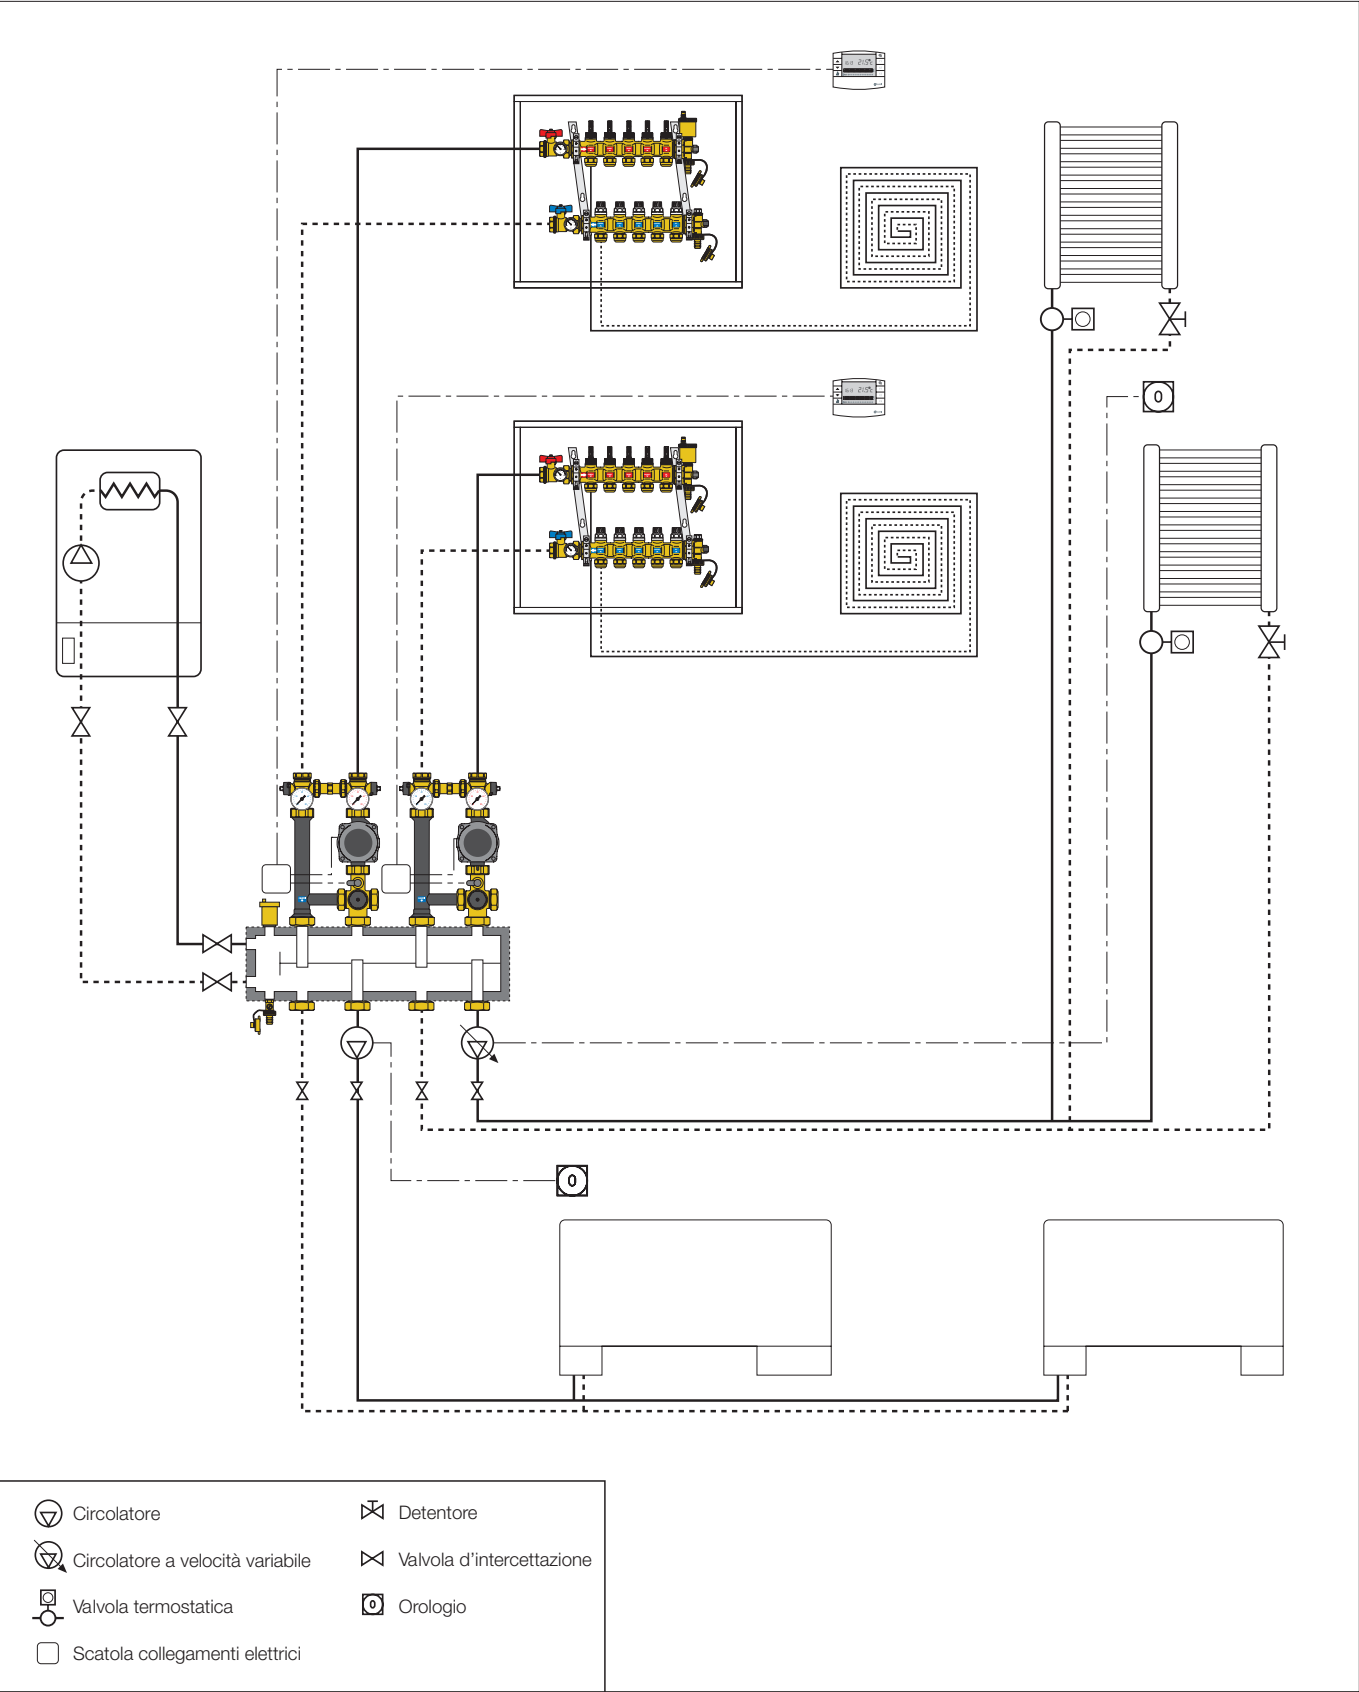 Circolatore
Circolatore a velocità variabile
Valvola termostatica
Scatola collegamenti elettrici
Detentore
Valvola d'intercettazione
Orologio